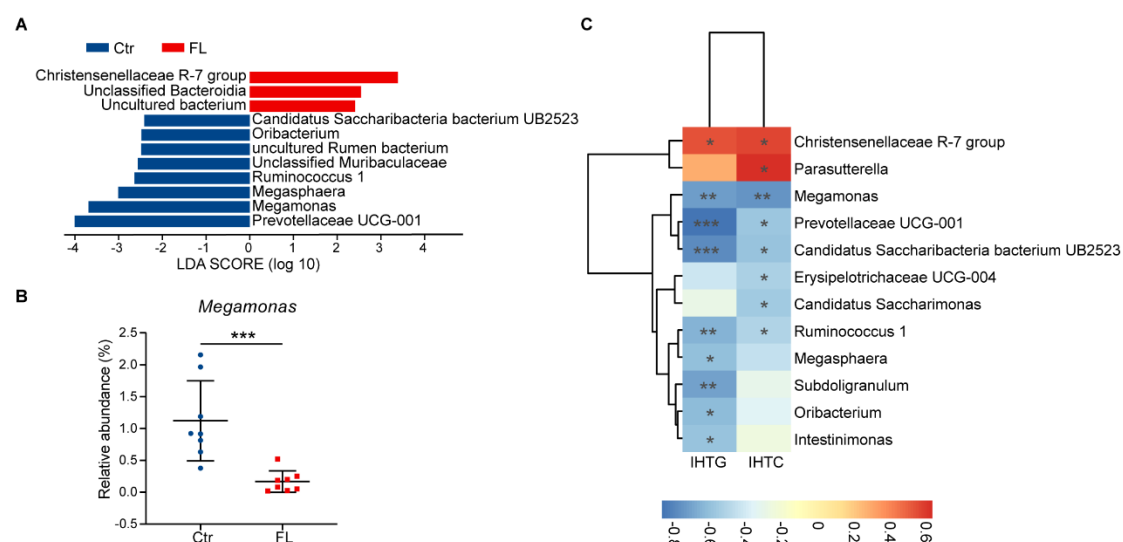 A
Ctr FL
Christensenellaceae R-7 group
Unclassified Bacteroidia
Uncultured bacterium
Candidatus Saccharibacteria bacterium UB2523
Oribacterium
uncultured Rumen bacterium
Unclassified Muribaculaceae
Ruminococcus 1
Megasphaera
Megamonas
Prevotellaceae UCG-001
-4 -3 -2 -1 0 1 2 3 4
LDA SCORE (log 10)
B
Megamonas
***
Relative abundance (%)
2.5
2.0
1.5
1.0
0.5
0.0
-0.5
Ctr FL
C
* * Christensenellaceae R-7 group
* Parasutterella
** ** Megamonas
*** * Prevotellaceae UCG-001
*** * Candidatus Saccharibacteria bacterium UB2523
* Erysipelotrichaceae UCG-004
* Candidatus Saccharimonas
** * Ruminococcus 1
* Megasphaera
** Subdoligranulum
* Oribacterium
* Intestinimonas
IHTG IHTC
-0.4 -0.2 0 0.2 0.4